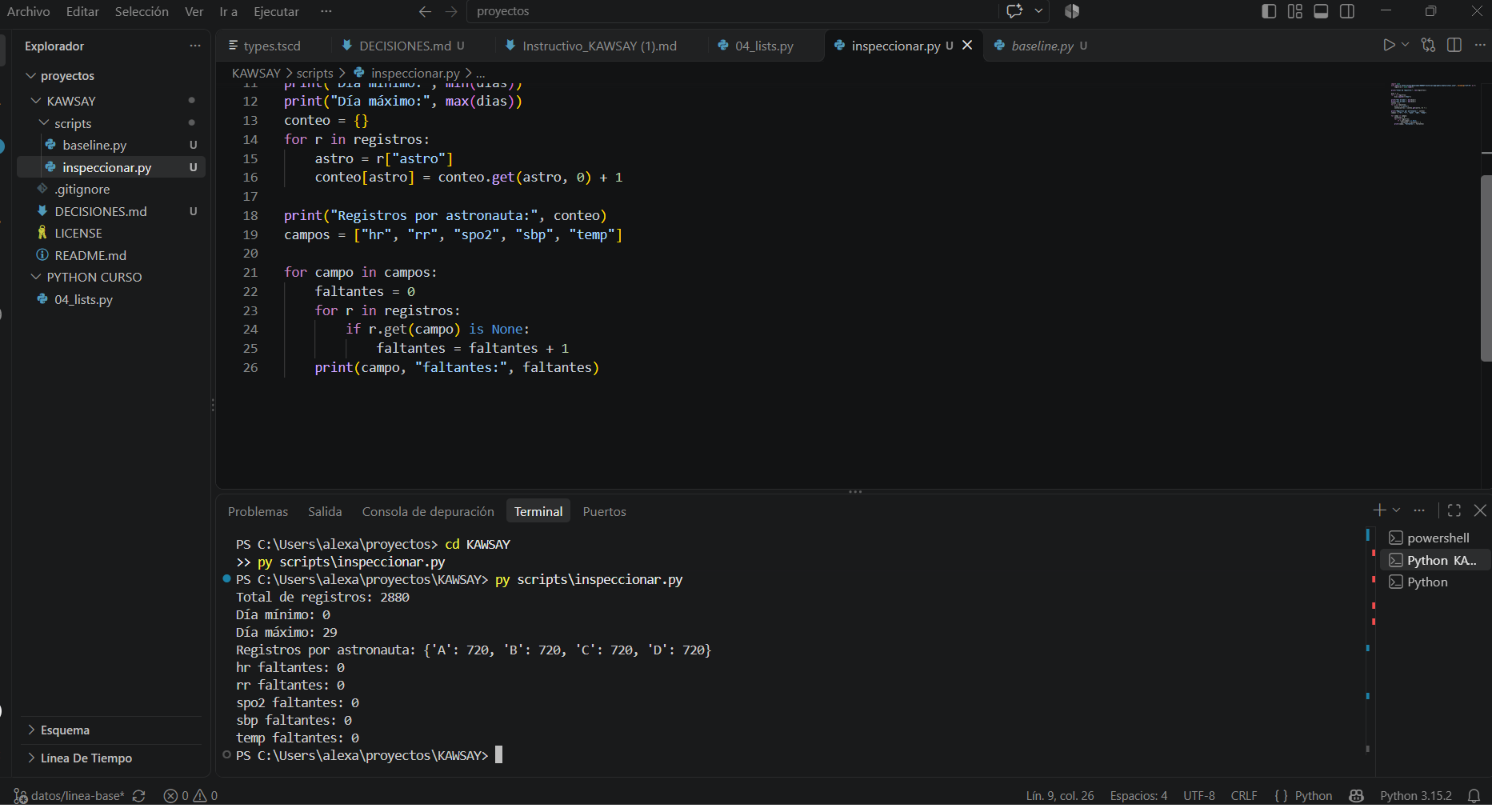 Archivo Editar Selección Ver Ir a Ejecutar ··· proyectos
Explorador ···
proyectos
KAWSAY
scripts
baseline.py U
inspeccionar.py U
.gitignore
DECISIONES.md U
LICENSE
README.md
PYTHON CURSO
04_lists.py
Esquema
Línea De Tiempo
types.tscd DECISIONES.md U Instructivo_KAWSAY (1).md 04_lists.py inspeccionar.py U baseline.py U
KAWSAY > scripts > inspeccionar.py > ...
11 print("Día mínimo:", min(dias))
12 print("Día máximo:", max(dias))
13 conteo = {}
14 for r in registros:
15 astro = r["astro"]
16 conteo[astro] = conteo.get(astro, 0) + 1
17
18 print("Registros por astronauta:", conteo)
19 campos = ["hr", "rr", "spo2", "sbp", "temp"]
20
21 for campo in campos:
22 faltantes = 0
23 for r in registros:
24 if r.get(campo) is None:
25 faltantes = faltantes + 1
26 print(campo, "faltantes:", faltantes)
Problemas Salida Consola de depuración Terminal Puertos
PS C:\Users\alexa\proyectos> cd KAWSAY
>> py scripts\inspeccionar.py
PS C:\Users\alexa\proyectos\KAWSAY> py scripts\inspeccionar.py
Total de registros: 2880
Día mínimo: 0
Día máximo: 29
Registros por astronauta: {'A': 720, 'B': 720, 'C': 720, 'D': 720}
hr faltantes: 0
rr faltantes: 0
spo2 faltantes: 0
sbp faltantes: 0
temp faltantes: 0
PS C:\Users\alexa\proyectos\KAWSAY>
powershell
Python KA...
Python
datos/linea-base* 0 0 Lín. 9, col. 26 Espacios: 4 UTF-8 CRLF {} Python Python 3.15.2